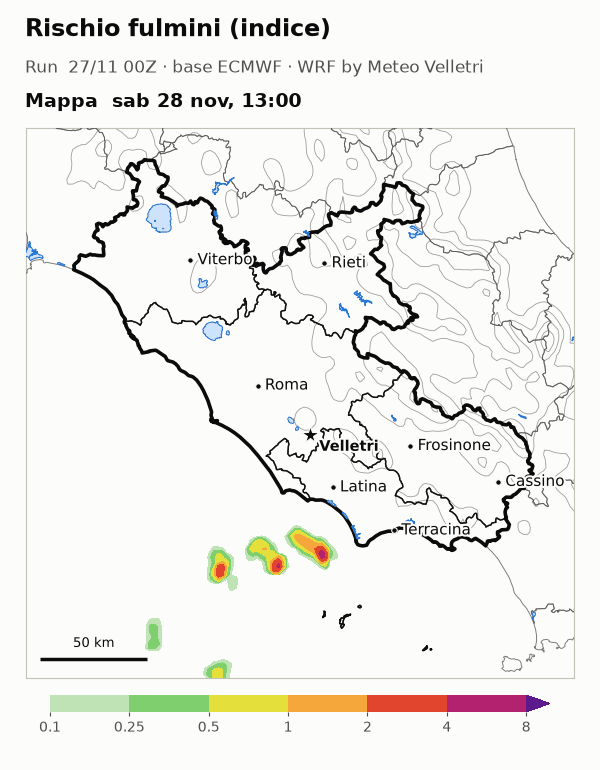 Rischio fulmini (indice)
Run  27/11 00Z · base ECMWF · WRF by Meteo Velletri
Mappa  sab 28 nov, 13:00
Viterbo
Rieti
Roma
Velletri
Frosinone
Cassino
Latina
Terracina
50 km
0.1 0.25 0.5 1 2 4 8